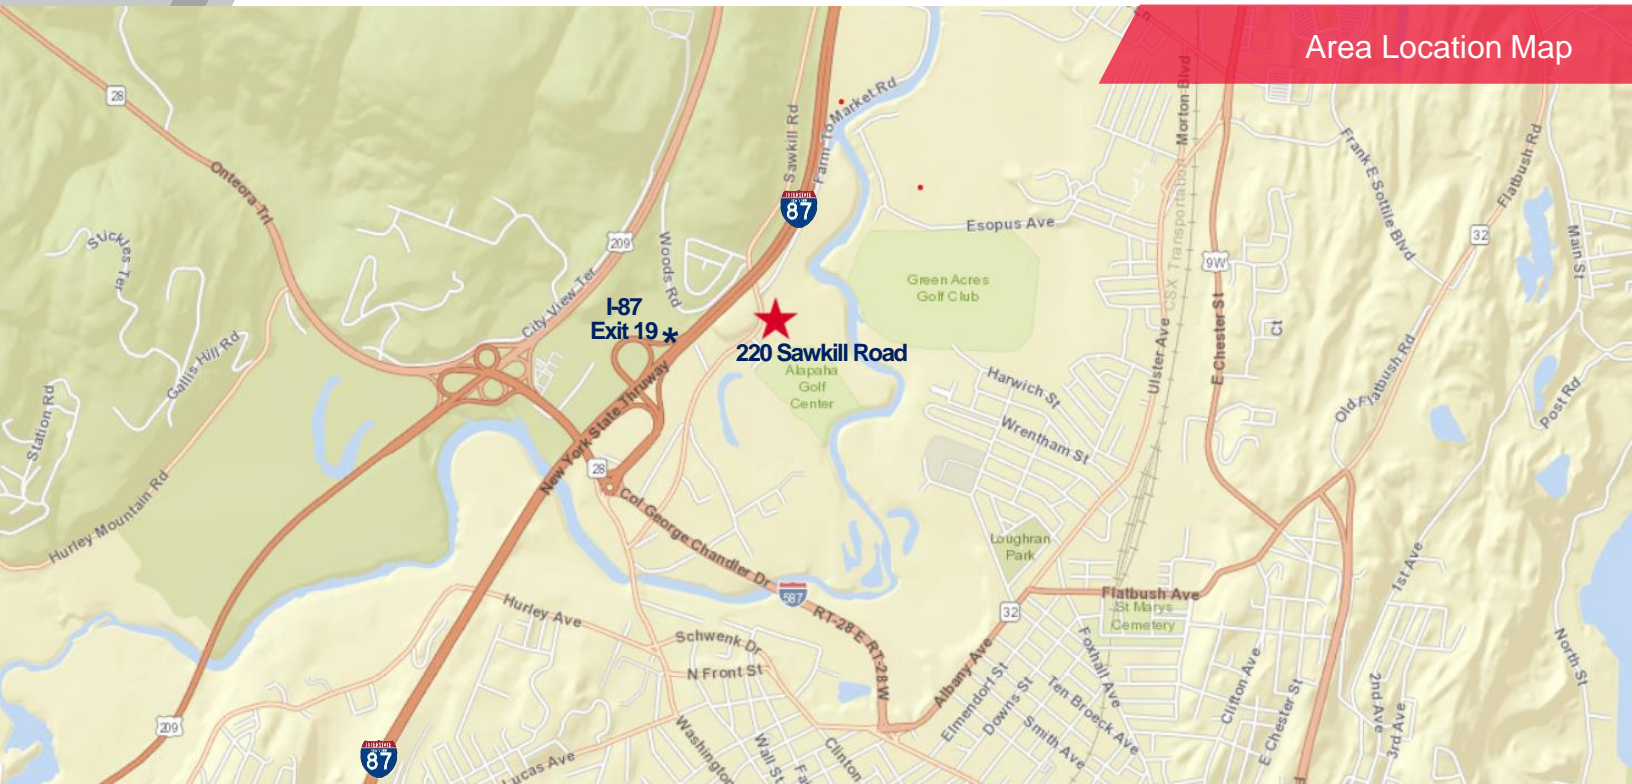 Area Location Map
Ln
28
Sawkill Rd
Farm To Market Rd
Morton Blvd
Frank E Sottile Blvd
Flatbush Rd
Onteora Trl
INTERSTATE
87
Esopus Ave
32
Main St
Stickles Ter
209
Woods Rd
CSX Transportation
9W
Green Acres
Golf Club
City View Ter
I-87
Exit 19 *
220 Sawkill Road
Alapaha
Golf
Center
Ulster Ave
E Chester St
Ct
Gallis Hill Rd
Old Flatbush Rd
Harwich St
Post Rd
Station Rd
New York State Thruway
Wrentham St
28
Hurley Mountain Rd
Col George Chandler Dr
Loughran
Park
1st Ave
587
Flatbush Ave
St Marys
Cemetery
32
Hurley Ave
RT-28 E RT-28 W
Schwenk Dr
N Front St
Albany Ave
Foxhall Ave
North St
Elmendorf St
Downs St
Ten Broeck Ave
Smith Ave
Clifton Ave
E Chester St
2nd Ave
3rd Ave
209
INTERSTATE
87
Lucas Ave
Washington
Wall St
Fai
Clinton